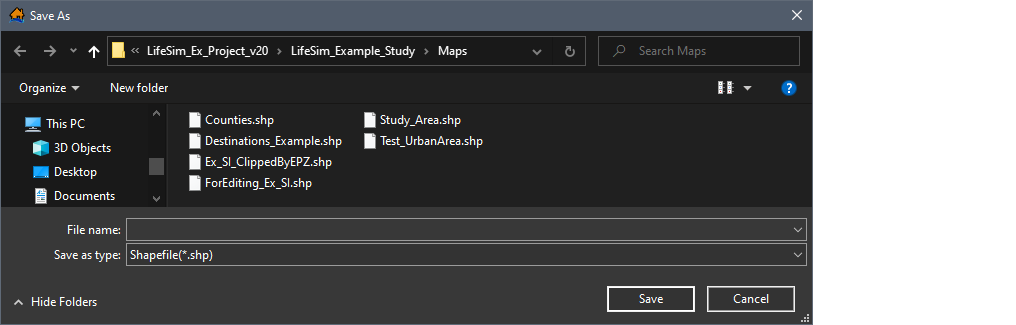 Save As
« LifeSim_Ex_Project_v20 > LifeSim_Example_Study > Maps
Search Maps
Organize
New folder
?
This PC
3D Objects
Desktop
Documents
Counties.shp
Destinations_Example.shp
Ex_SI_ClippedByEPZ.shp
ForEditing_Ex_SI.shp
Study_Area.shp
Test_UrbanArea.shp
File name:
Save as type: Shapefile(*.shp)
Hide Folders
Save
Cancel